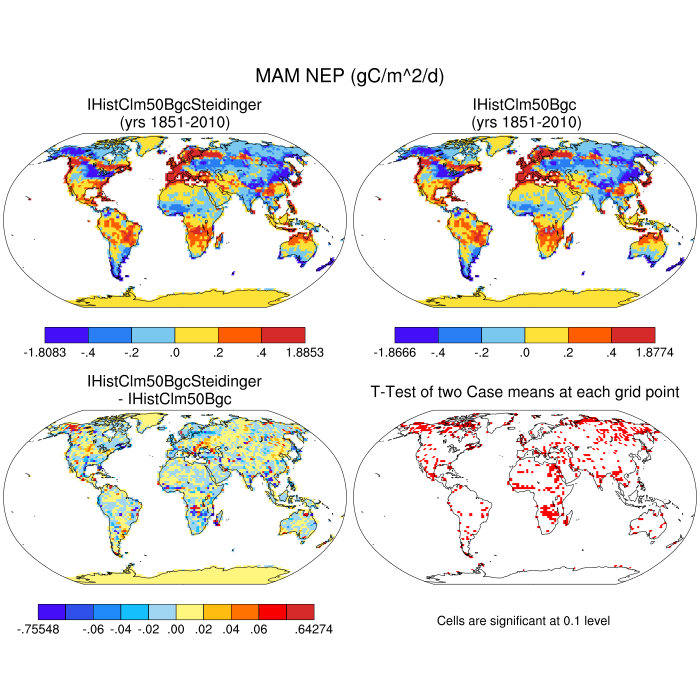 MAM NEP (gC/m^2/d)
IHistClm50BgcSteidinger
(yrs 1851-2010)
IHistClm50Bgc
(yrs 1851-2010)
-1.8083 -.4 -.2 .0 .2 .4 1.8853
-1.8666 -.4 -.2 .0 .2 .4 1.8774
IHistClm50BgcSteidinger
- IHistClm50Bgc
T-Test of two Case means at each grid point
-.75548 -.06 -.04 -.02 .00 .02 .04 .06 .64274
Cells are significant at 0.1 level